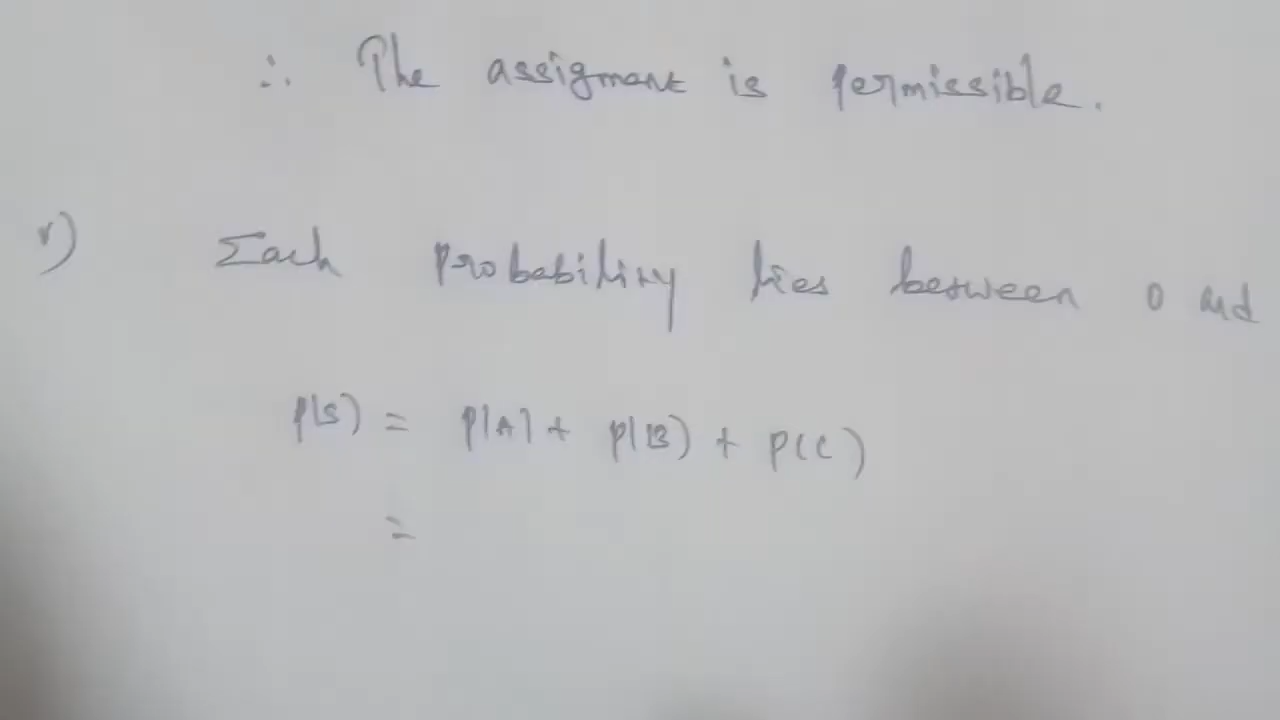 ∴ The assigment is permissible.
v) Each probability lies between 0 and
P(S) = P(A) + P(B) + P(C)
=